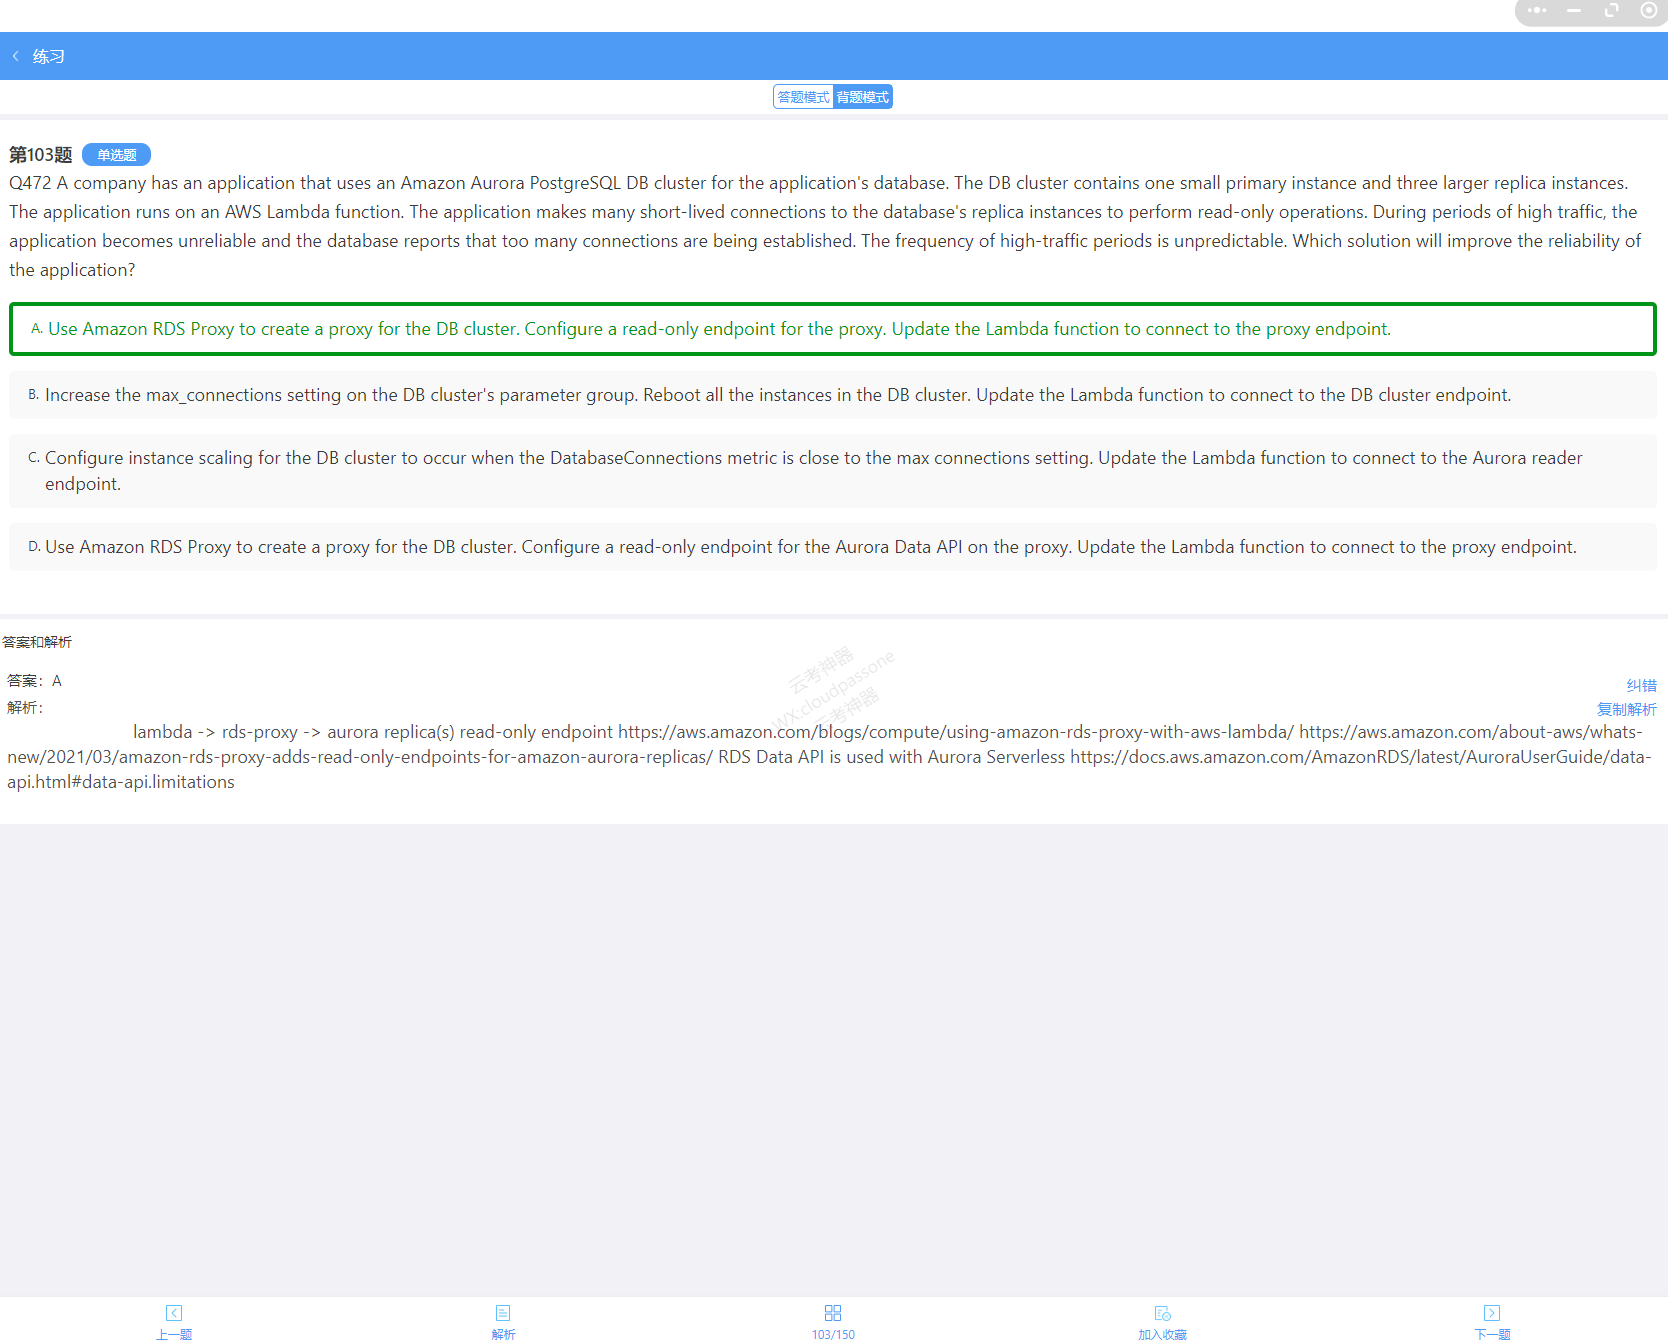 练习
答题模式 背题模式
第103题 单选题
Q472 A company has an application that uses an Amazon Aurora PostgreSQL DB cluster for the application's database. The DB cluster contains one small primary instance and three larger replica instances.
The application runs on an AWS Lambda function. The application makes many short-lived connections to the database's replica instances to perform read-only operations. During periods of high traffic, the
application becomes unreliable and the database reports that too many connections are being established. The frequency of high-traffic periods is unpredictable. Which solution will improve the reliability of
the application?
A. Use Amazon RDS Proxy to create a proxy for the DB cluster. Configure a read-only endpoint for the proxy. Update the Lambda function to connect to the proxy endpoint.
B. Increase the max_connections setting on the DB cluster's parameter group. Reboot all the instances in the DB cluster. Update the Lambda function to connect to the DB cluster endpoint.
C. Configure instance scaling for the DB cluster to occur when the DatabaseConnections metric is close to the max connections setting. Update the Lambda function to connect to the Aurora reader
endpoint.
D. Use Amazon RDS Proxy to create a proxy for the DB cluster. Configure a read-only endpoint for the Aurora Data API on the proxy. Update the Lambda function to connect to the proxy endpoint.
答案和解析
云考神器
WX:cloudpassone
云考神器
答案：A
纠错
解析：
复制解析
lambda -> rds-proxy -> aurora replica(s) read-only endpoint https://aws.amazon.com/blogs/compute/using-amazon-rds-proxy-with-aws-lambda/ https://aws.amazon.com/about-aws/whats-
new/2021/03/amazon-rds-proxy-adds-read-only-endpoints-for-amazon-aurora-replicas/ RDS Data API is used with Aurora Serverless https://docs.aws.amazon.com/AmazonRDS/latest/AuroraUserGuide/data-
api.html#data-api.limitations
上一题 解析 103/150 加入收藏 下一题